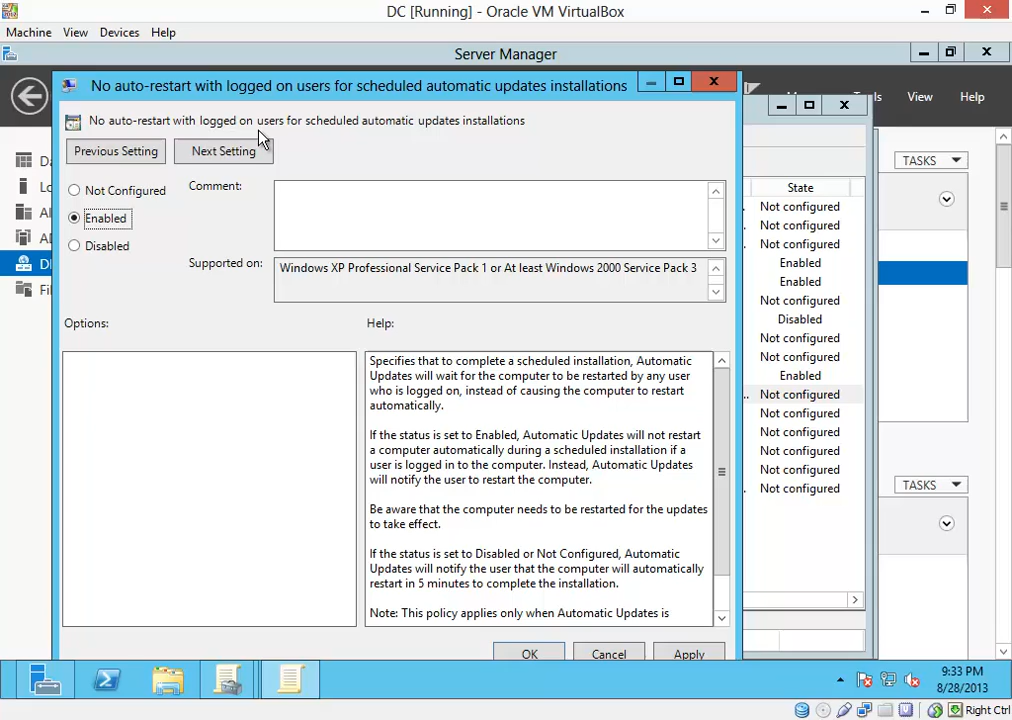 DC [Running] - Oracle VM VirtualBox
Machine View Devices Help
Server Manager
No auto-restart with logged on users for scheduled automatic updates installations
No auto-restart with logged on users for scheduled automatic updates installations
Previous Setting Next Setting
Not Configured
Enabled
Disabled
Comment:
Supported on:
Windows XP Professional Service Pack 1 or At least Windows 2000 Service Pack 3
Options:
Help:
Specifies that to complete a scheduled installation, Automatic
Updates will wait for the computer to be restarted by any user
who is logged on, instead of causing the computer to restart
automatically.
If the status is set to Enabled, Automatic Updates will not restart
a computer automatically during a scheduled installation if a
user is logged in to the computer. Instead, Automatic Updates
will notify the user to restart the computer.
Be aware that the computer needs to be restarted for the updates
to take effect.
If the status is set to Disabled or Not Configured, Automatic
Updates will notify the user that the computer will automatically
restart in 5 minutes to complete the installation.
Note: This policy applies only when Automatic Updates is
OK Cancel Apply
View Help
State
Not configured
Not configured
Not configured
Enabled
Enabled
Not configured
Disabled
Not configured
Not configured
Enabled
Not configured
Not configured
Not configured
Not configured
Not configured
Not configured
TASKS
TASKS
9:33 PM
8/28/2013
Right Ctrl